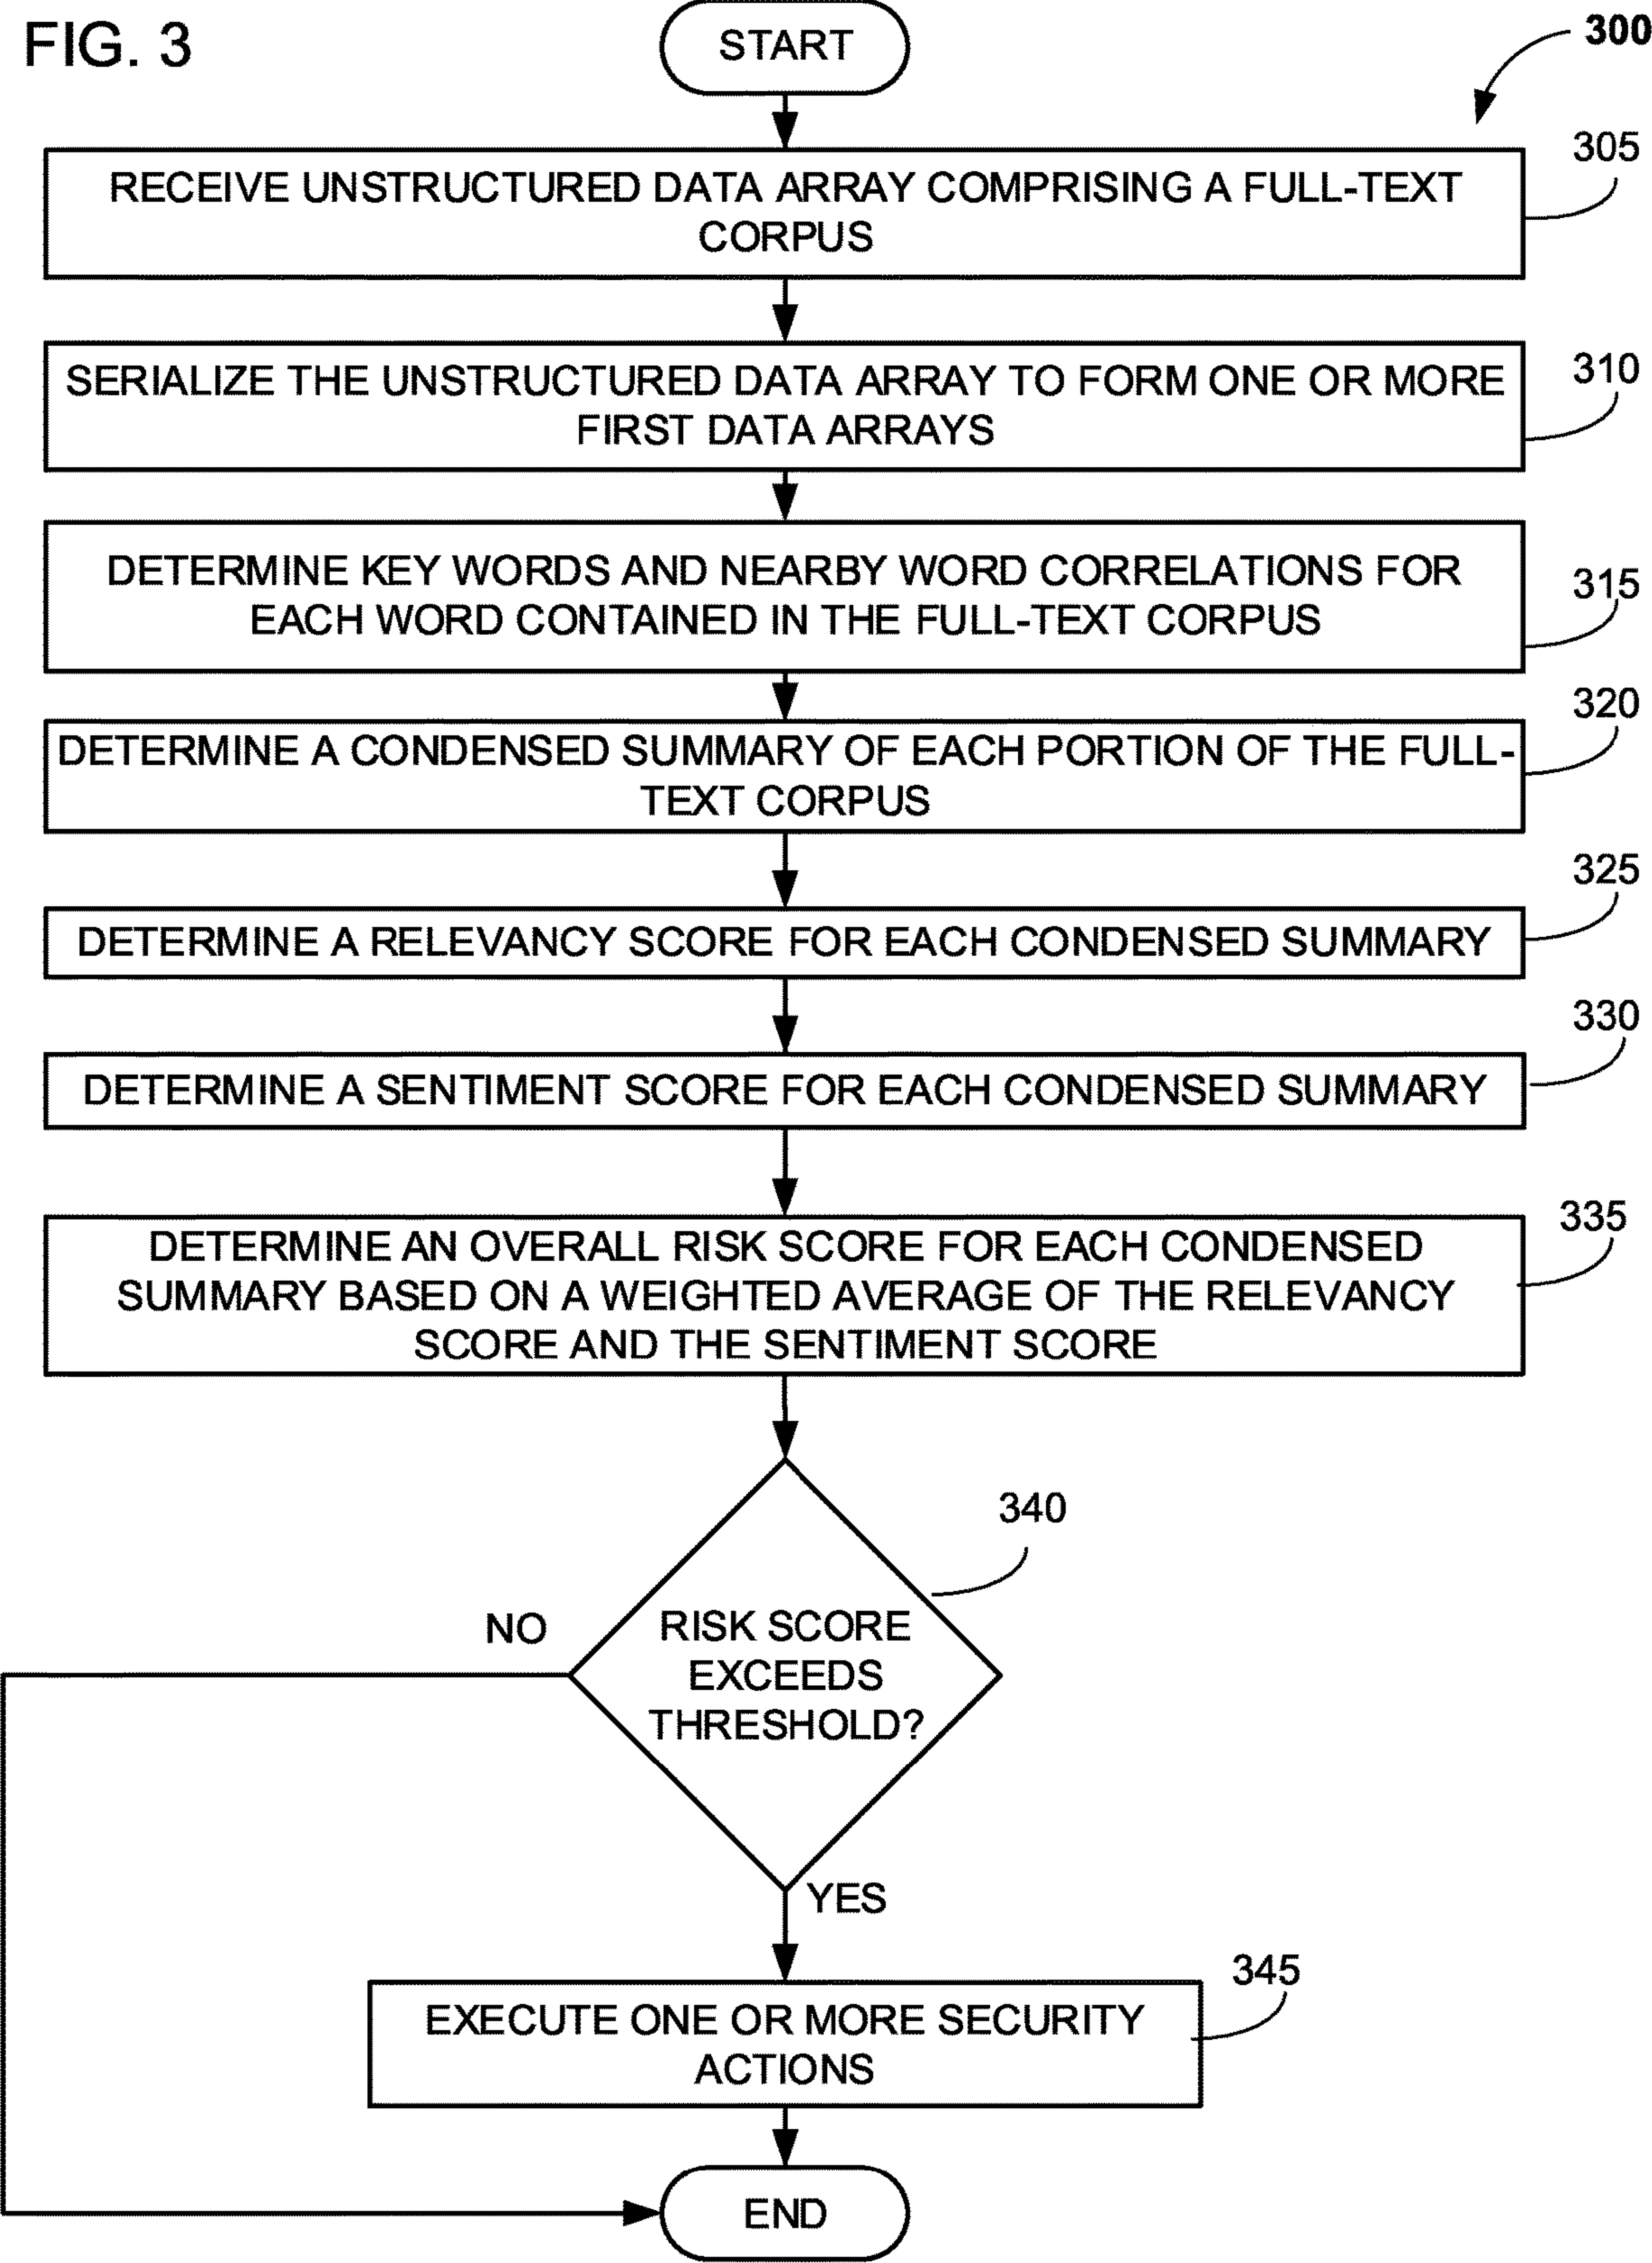 FIG. 3
START
300
305
RECEIVE UNSTRUCTURED DATA ARRAY COMPRISING A FULL-TEXT
CORPUS
310
SERIALIZE THE UNSTRUCTURED DATA ARRAY TO FORM ONE OR MORE
FIRST DATA ARRAYS
315
DETERMINE KEY WORDS AND NEARBY WORD CORRELATIONS FOR
EACH WORD CONTAINED IN THE FULL-TEXT CORPUS
320
DETERMINE A CONDENSED SUMMARY OF EACH PORTION OF THE FULL-
TEXT CORPUS
325
DETERMINE A RELEVANCY SCORE FOR EACH CONDENSED SUMMARY
330
DETERMINE A SENTIMENT SCORE FOR EACH CONDENSED SUMMARY
335
DETERMINE AN OVERALL RISK SCORE FOR EACH CONDENSED
SUMMARY BASED ON A WEIGHTED AVERAGE OF THE RELEVANCY
SCORE AND THE SENTIMENT SCORE
340
NO
RISK SCORE
EXCEEDS
THRESHOLD?
YES
345
EXECUTE ONE OR MORE SECURITY
ACTIONS
END